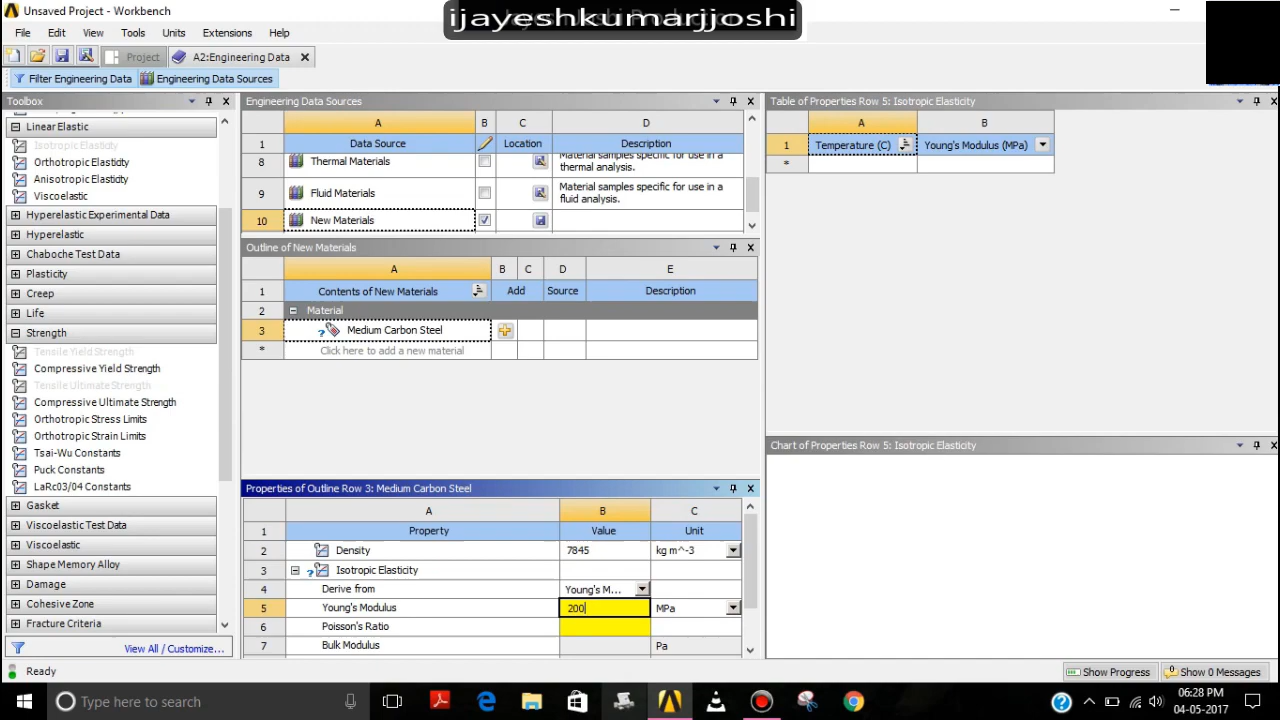 Unsaved Project - Workbench
ijayeshkumarjjoshi
File Edit View Tools Units Extensions Help
Project A2:Engineering Data
Filter Engineering Data Engineering Data Sources
Toolbox
Linear Elastic
Isotropic Elasticity
Orthotropic Elasticity
Anisotropic Elasticity
Viscoelastic
Hyperelastic Experimental Data
Hyperelastic
Chaboche Test Data
Plasticity
Creep
Life
Strength
Tensile Yield Strength
Compressive Yield Strength
Tensile Ultimate Strength
Compressive Ultimate Strength
Orthotropic Stress Limits
Orthotropic Strain Limits
Tsai-Wu Constants
Puck Constants
LaRc03/04 Constants
Gasket
Viscoelastic Test Data
Viscoelastic
Shape Memory Alloy
Damage
Cohesive Zone
Fracture Criteria
View All / Customize...
Engineering Data Sources
A B C D
1 Data Source Location Description
8 Thermal Materials Material samples specific for use in a
thermal analysis.
9 Fluid Materials Material samples specific for use in a
fluid analysis.
10 New Materials
Outline of New Materials
A B C D E
1 Contents of New Materials Add Source Description
2 Material
3 ? Medium Carbon Steel
* Click here to add a new material
Properties of Outline Row 3: Medium Carbon Steel
A B C
1 Property Value Unit
2 Density 7845 kg m^-3
3 ? Isotropic Elasticity
4 Derive from Young's M...
5 Young's Modulus 200 MPa
6 Poisson's Ratio
7 Bulk Modulus Pa
Table of Properties Row 5: Isotropic Elasticity
A B
1 Temperature (C) Young's Modulus (MPa)
*
Chart of Properties Row 5: Isotropic Elasticity
Ready
Show Progress Show 0 Messages
Type here to search
06:28 PM
04-05-2017